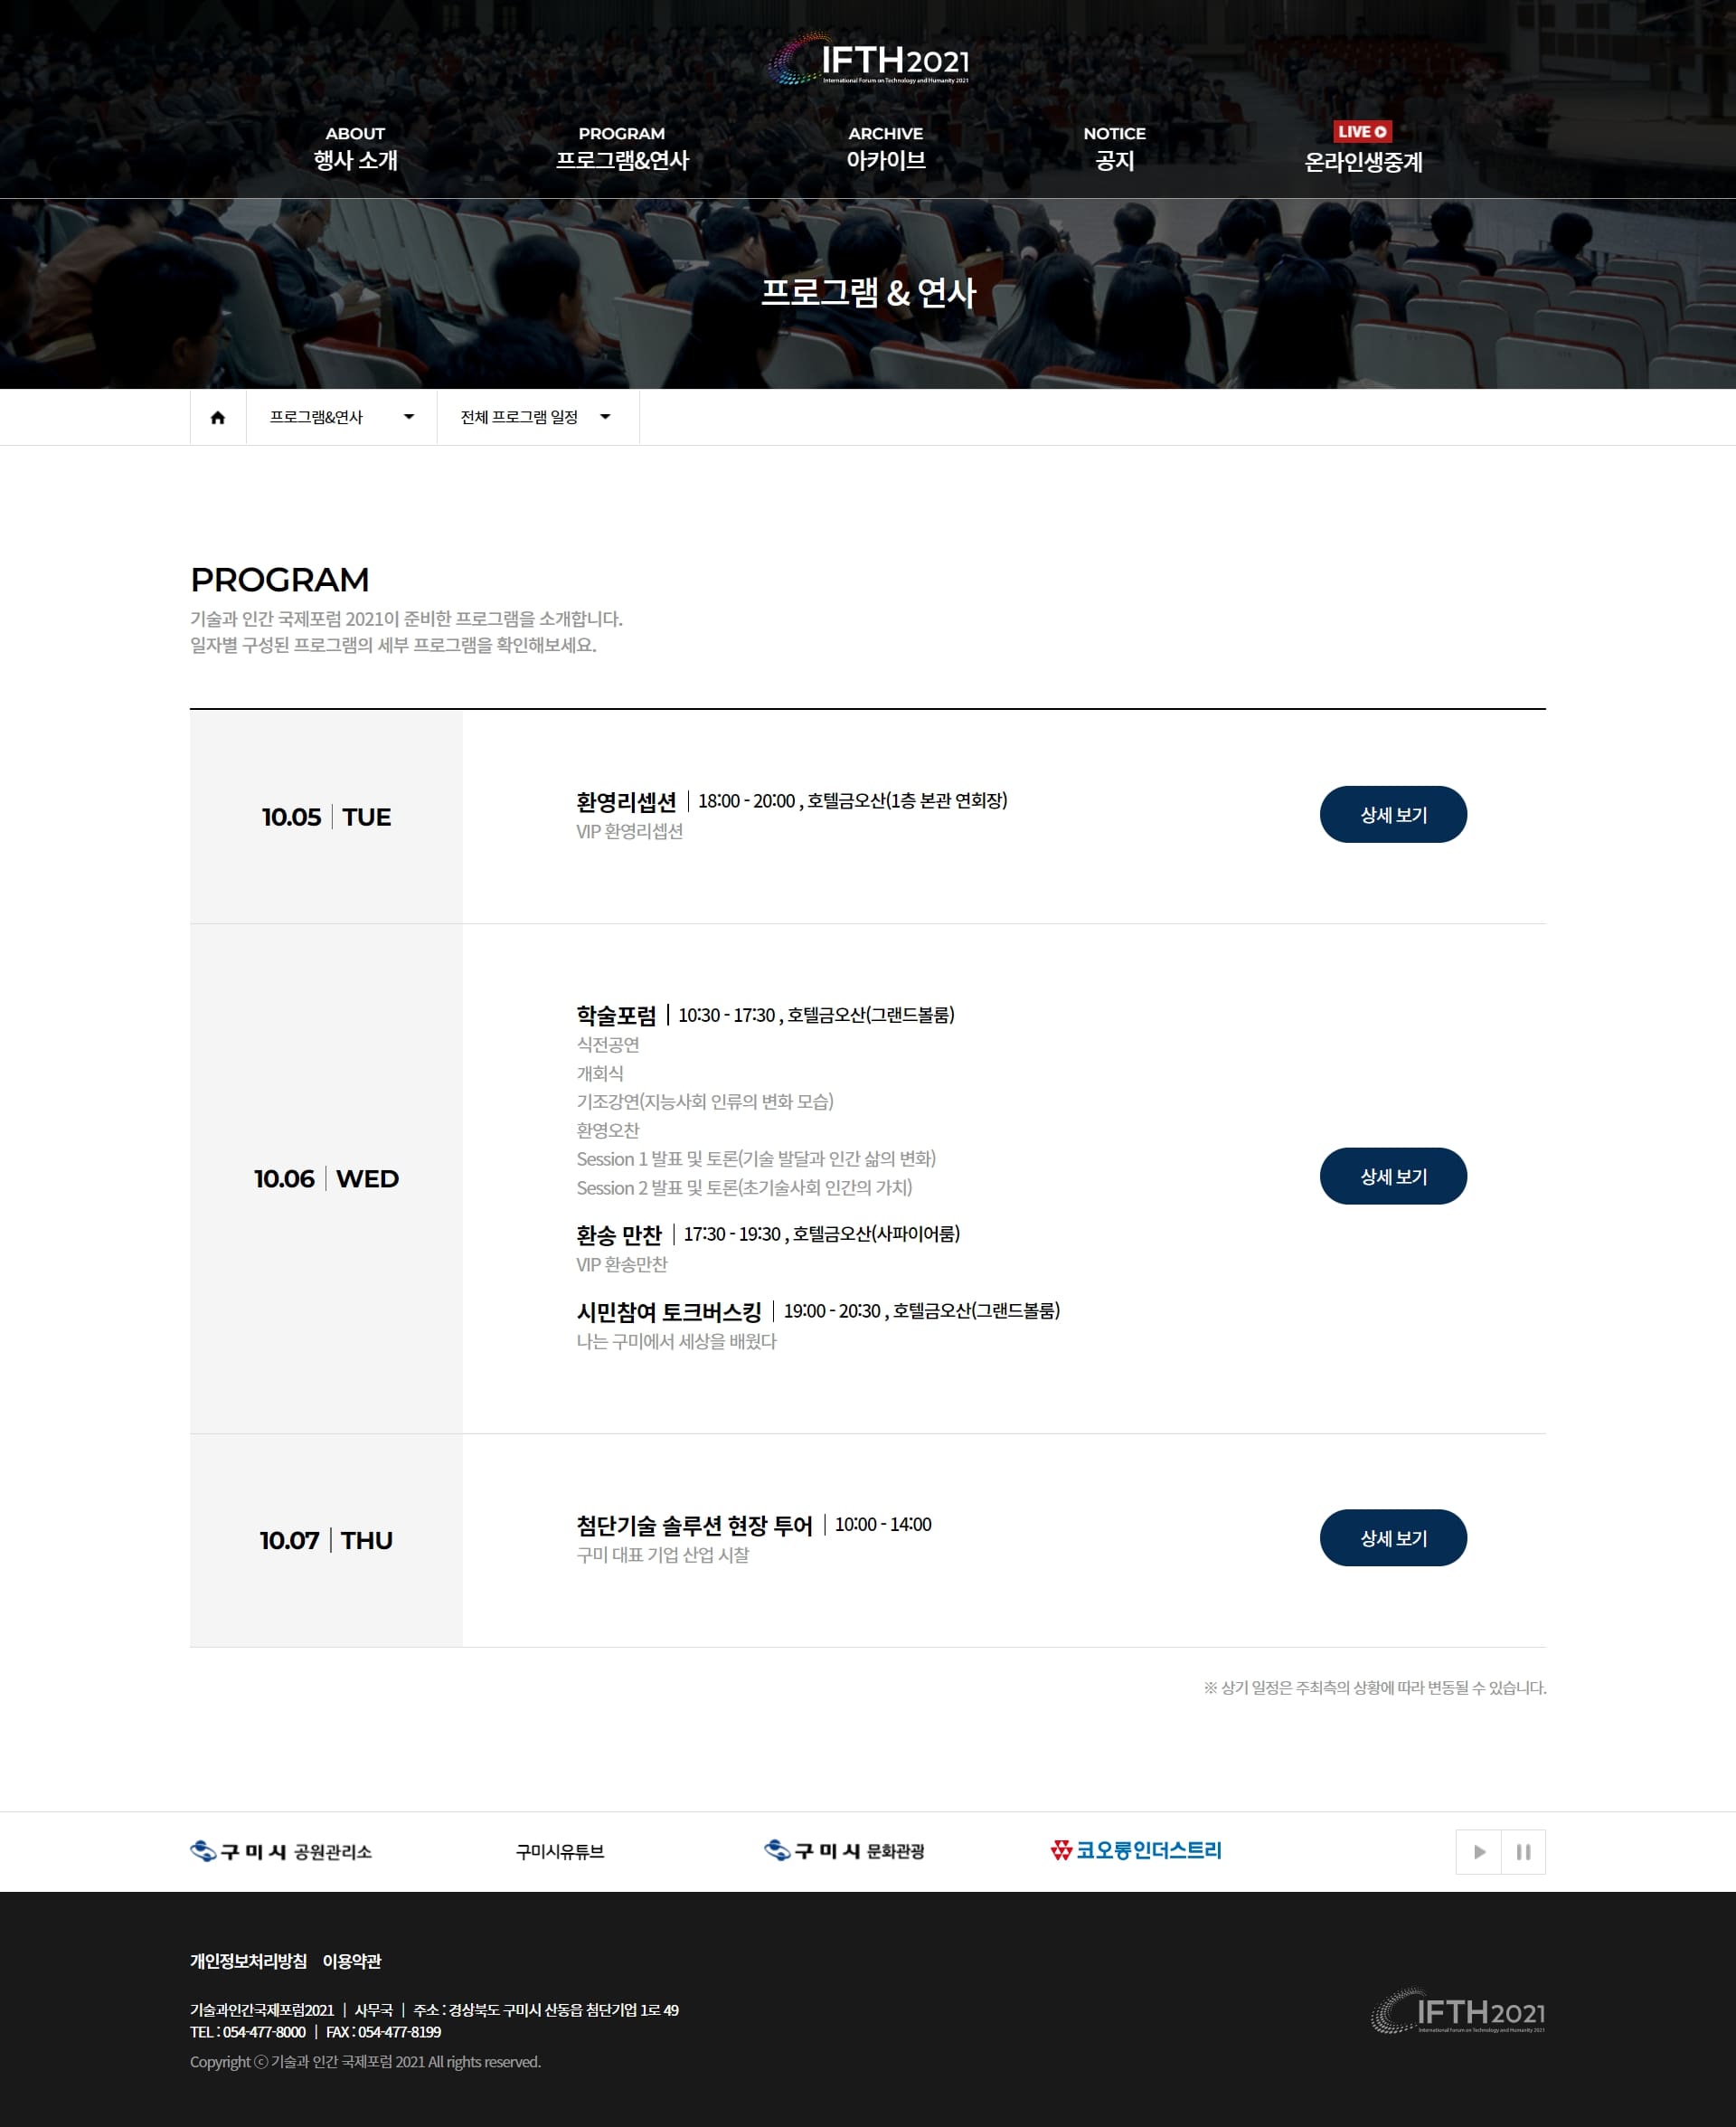 IFTH2021
International Forum on Technology and Humanity 2021
ABOUT
행사 소개
PROGRAM
프로그램&연사
ARCHIVE
아카이브
NOTICE
공지
LIVE
온라인생중계
프로그램 & 연사
프로그램&연사
전체 프로그램 일정
PROGRAM
기술과 인간 국제포럼 2021이 준비한 프로그램을 소개합니다.
일자별 구성된 프로그램의 세부 프로그램을 확인해보세요.
10.05 | TUE
환영리셉션 | 18:00 - 20:00 , 호텔금오산(1층 본관 연회장)
VIP 환영리셉션
상세 보기
10.06 | WED
학술포럼 | 10:30 - 17:30 , 호텔금오산(그랜드볼룸)
식전공연
개회식
기조강연(지능사회 인류의 변화 모습)
환영오찬
Session 1 발표 및 토론(기술 발달과 인간 삶의 변화)
Session 2 발표 및 토론(초기술사회 인간의 가치)
환송 만찬 | 17:30 - 19:30 , 호텔금오산(사파이어룸)
VIP 환송만찬
시민참여 토크버스킹 | 19:00 - 20:30 , 호텔금오산(그랜드볼룸)
나는 구미에서 세상을 배웠다
상세 보기
10.07 | THU
첨단기술 솔루션 현장 투어 | 10:00 - 14:00
구미 대표 기업 산업 시찰
상세 보기
※ 상기 일정은 주최측의 상황에 따라 변동될 수 있습니다.
구미시 공원관리소
구미시유튜브
구미시 문화관광
코오롱인더스트리
개인정보처리방침 이용약관
기술과인간국제포럼2021 | 사무국 | 주소 : 경상북도 구미시 산동읍 첨단기업 1로 49
TEL : 054-477-8000 | FAX : 054-477-8199
Copyright ⓒ 기술과 인간 국제포럼 2021 All rights reserved.
IFTH2021
International Forum on Technology and Humanity 2021